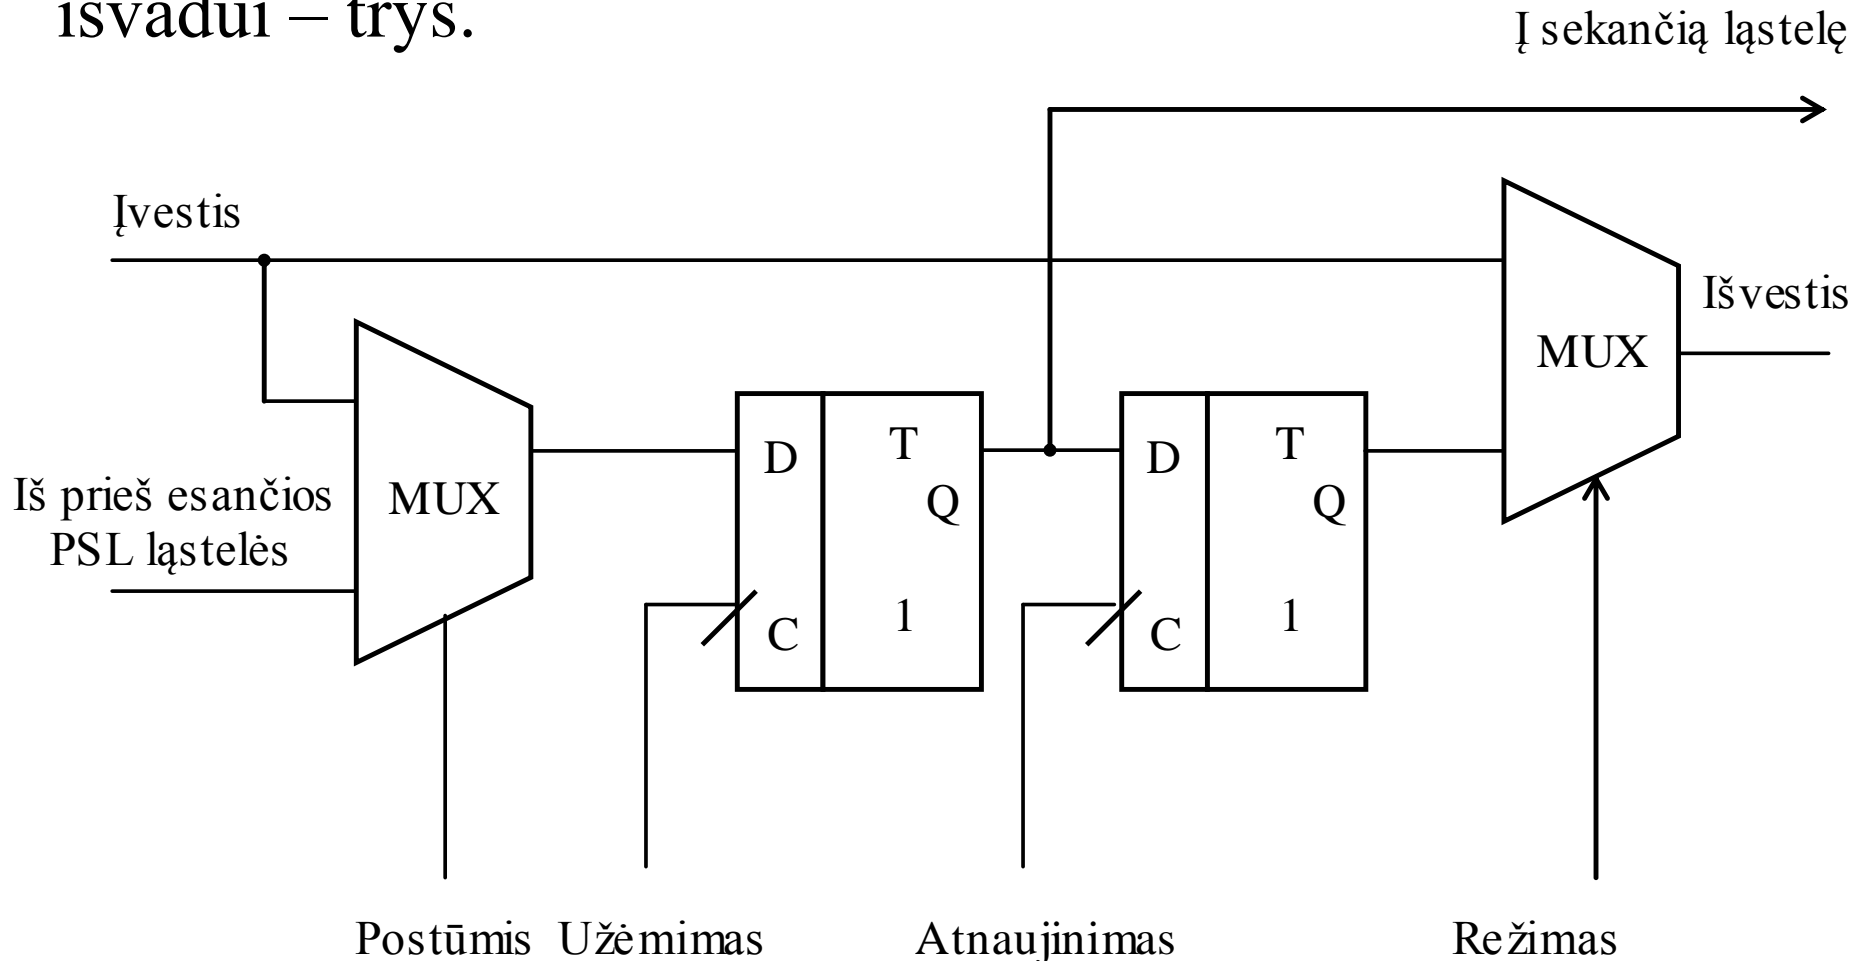 išvadui – trys.
Į sekančią ląstelę
Įvestis
Išvestis
MUX
D
T
Q
D
T
Q
Iš prieš esančios
PSL ląstelės
MUX
C
1
C
1
Postūmis Užėmimas Atnaujinimas Režimas